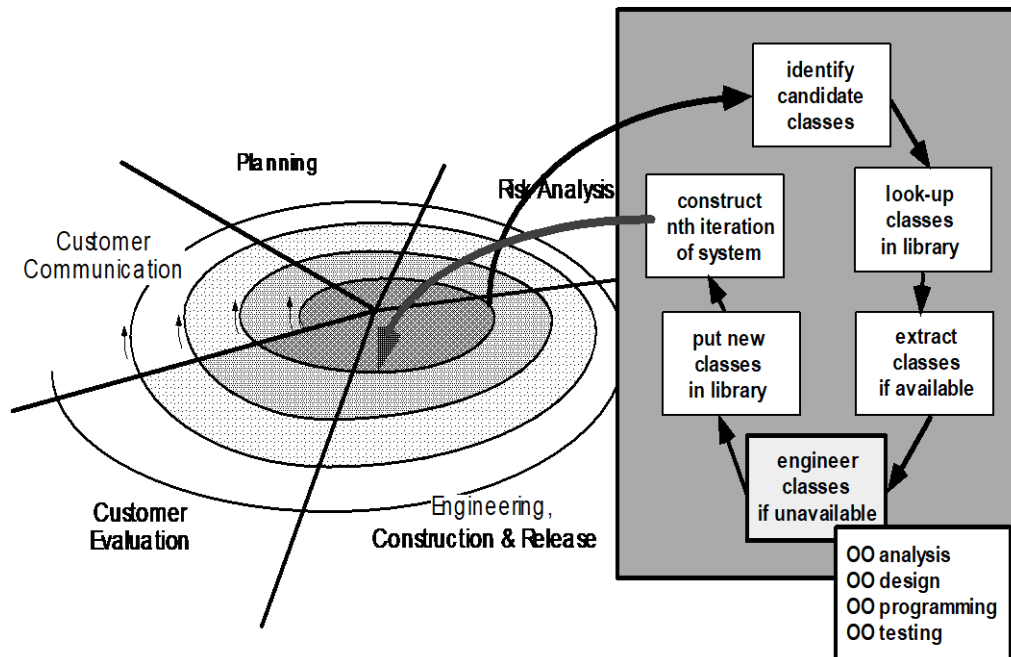 Planning
Risk Analysis
Customer
Communication
Customer
Evaluation
Engineering,
Construction & Release
identify
candidate
classes
look-up
classes
in library
extract
classes
if available
engineer
classes
if unavailable
put new
classes
in library
construct
nth iteration
of system
OO analysis
OO design
OO programming
OO testing